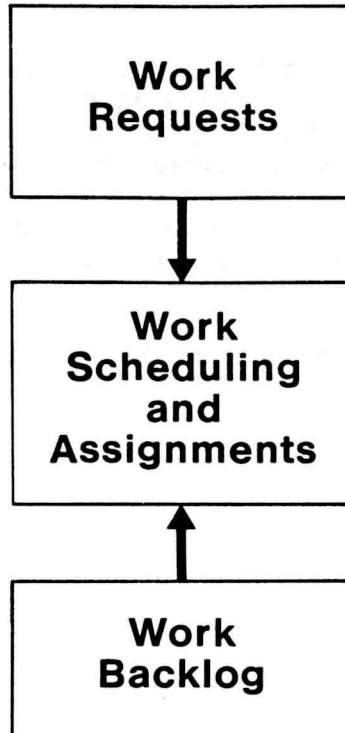 Work
Requests
Work
Scheduling
and
Assignments
Work
Backlog